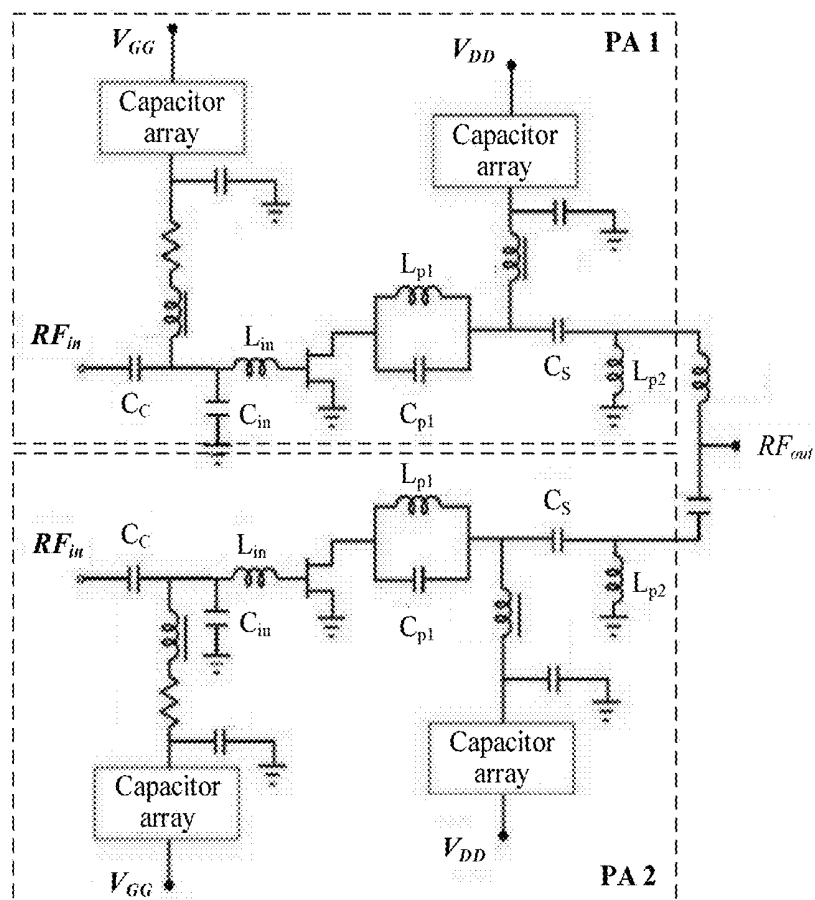 PA 1
V_GG
V_DD
Capacitor
array
Capacitor
array
L_p1
RF_in
L_in
C_C
C_in
C_p1
C_S
L_p2
RF_out
L_p1
C_S
RF_in
C_C
L_in
C_in
C_p1
L_p2
Capacitor
array
Capacitor
array
V_DD
V_GG
PA 2